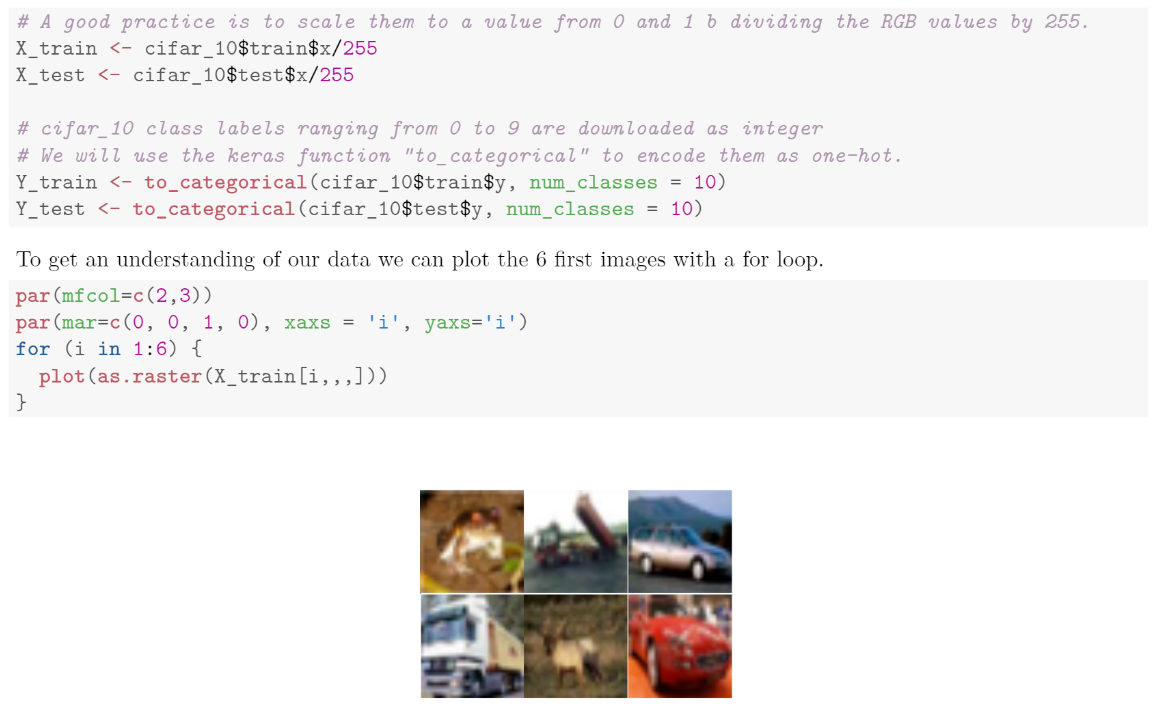 # A good practice is to scale them to a value from 0 and 1 b dividing the RGB values by 255.
X_train <- cifar_10$train$x/255
X_test <- cifar_10$test$x/255
# cifar_10 class labels ranging from 0 to 9 are downloaded as integer
# We will use the keras function "to_categorical" to encode them as one-hot.
Y_train <- to_categorical(cifar_10$train$y, num_classes = 10)
Y_test <- to_categorical(cifar_10$test$y, num_classes = 10)
To get an understanding of our data we can plot the 6 first images with a for loop.
par(mfcol=c(2,3))
par(mar=c(0, 0, 1, 0), xaxs = 'i', yaxs='i')
for (i in 1:6) {
  plot(as.raster(X_train[i,,,]))
}